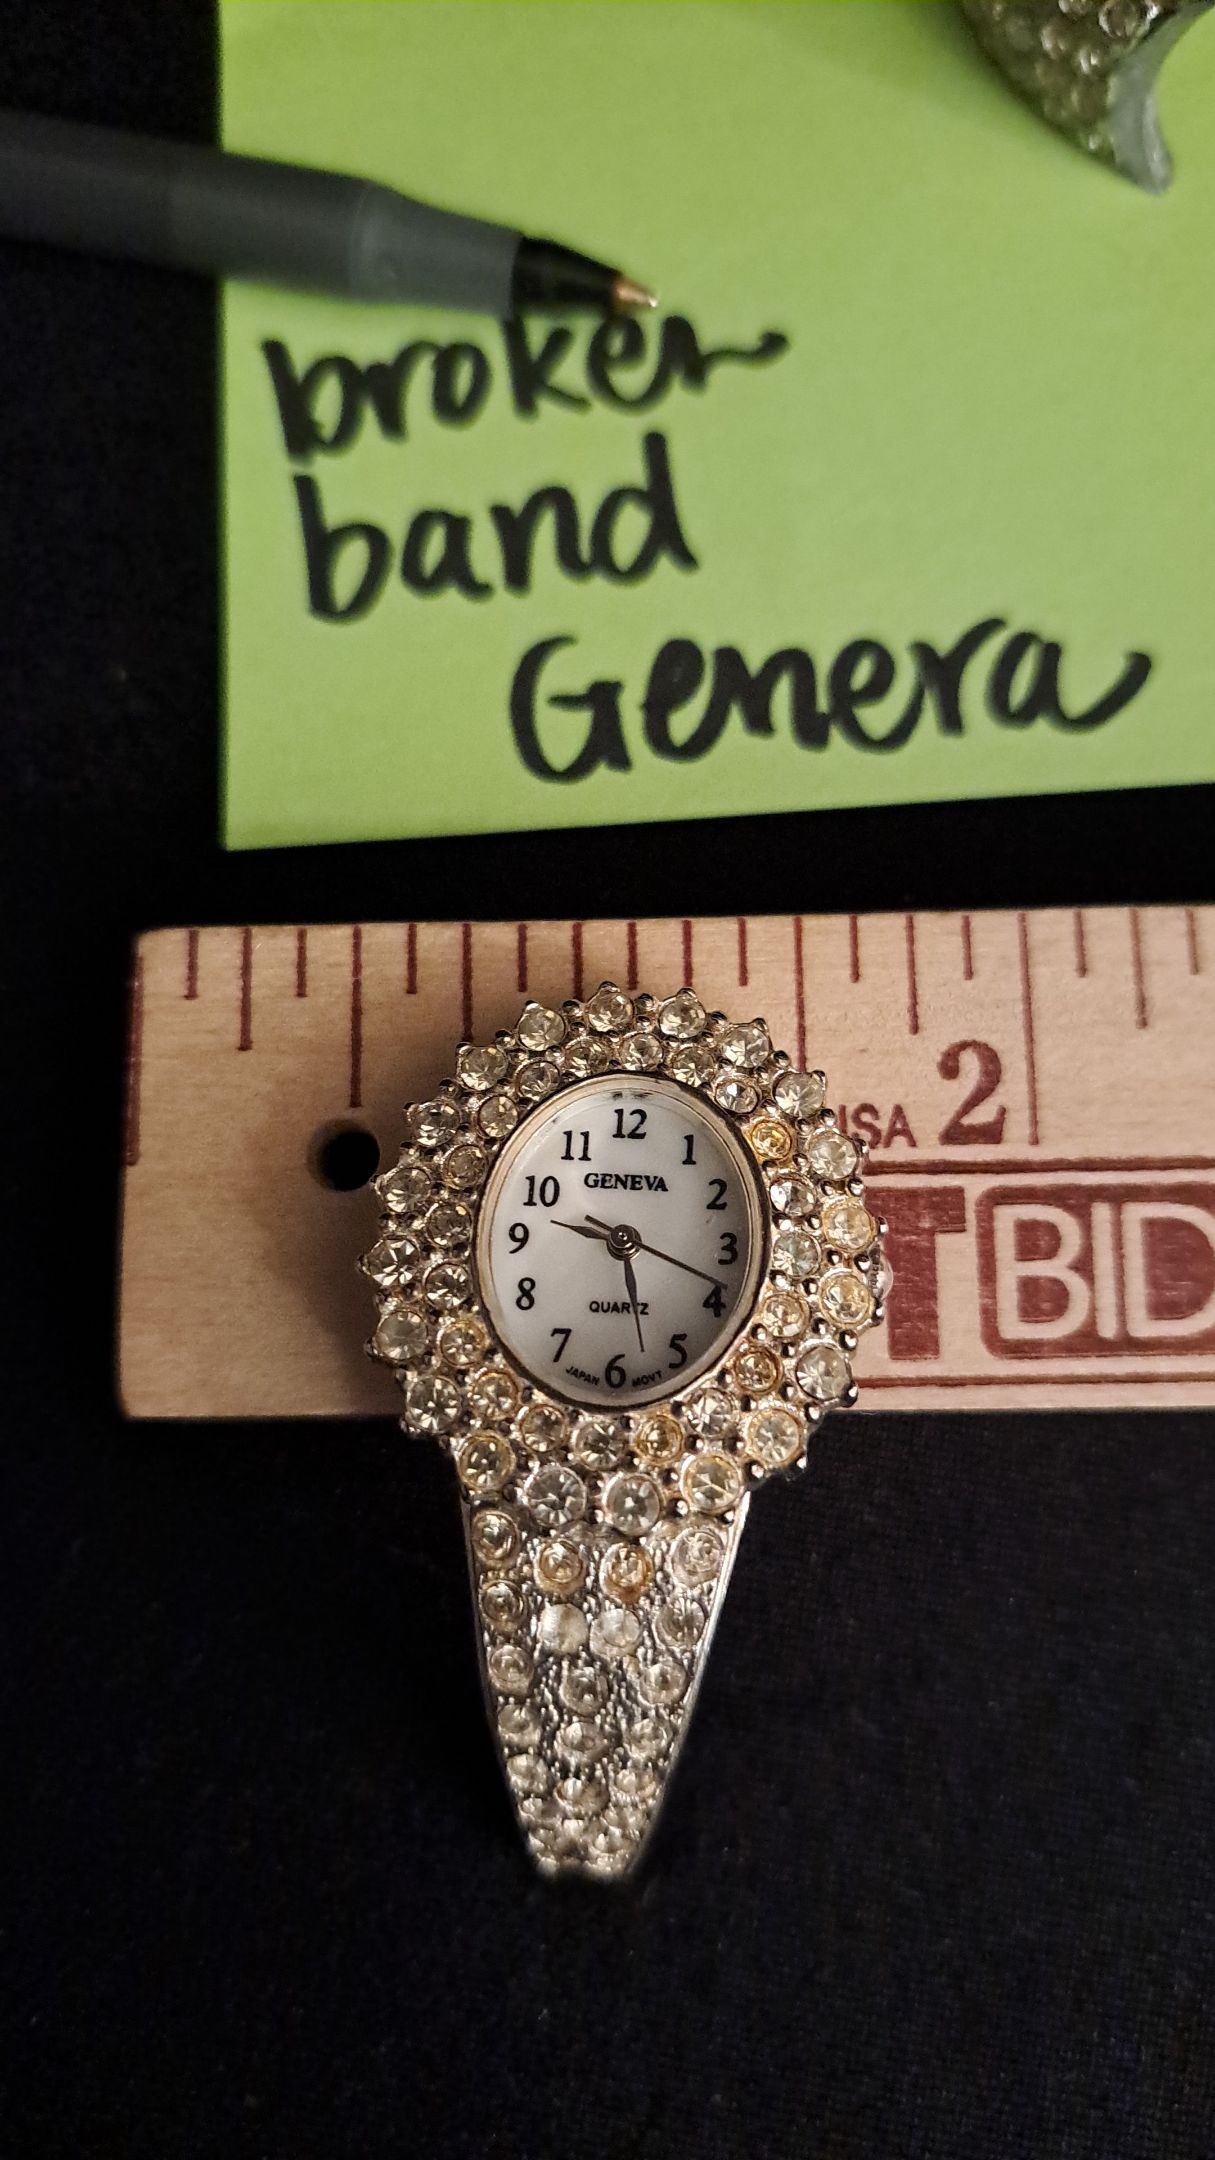 broken
band
Genera
2
USA
T BID
12
11 1
GENEVA
10 2
9 3
8 4
QUARTZ
7 5
6
JAPAN MOVT